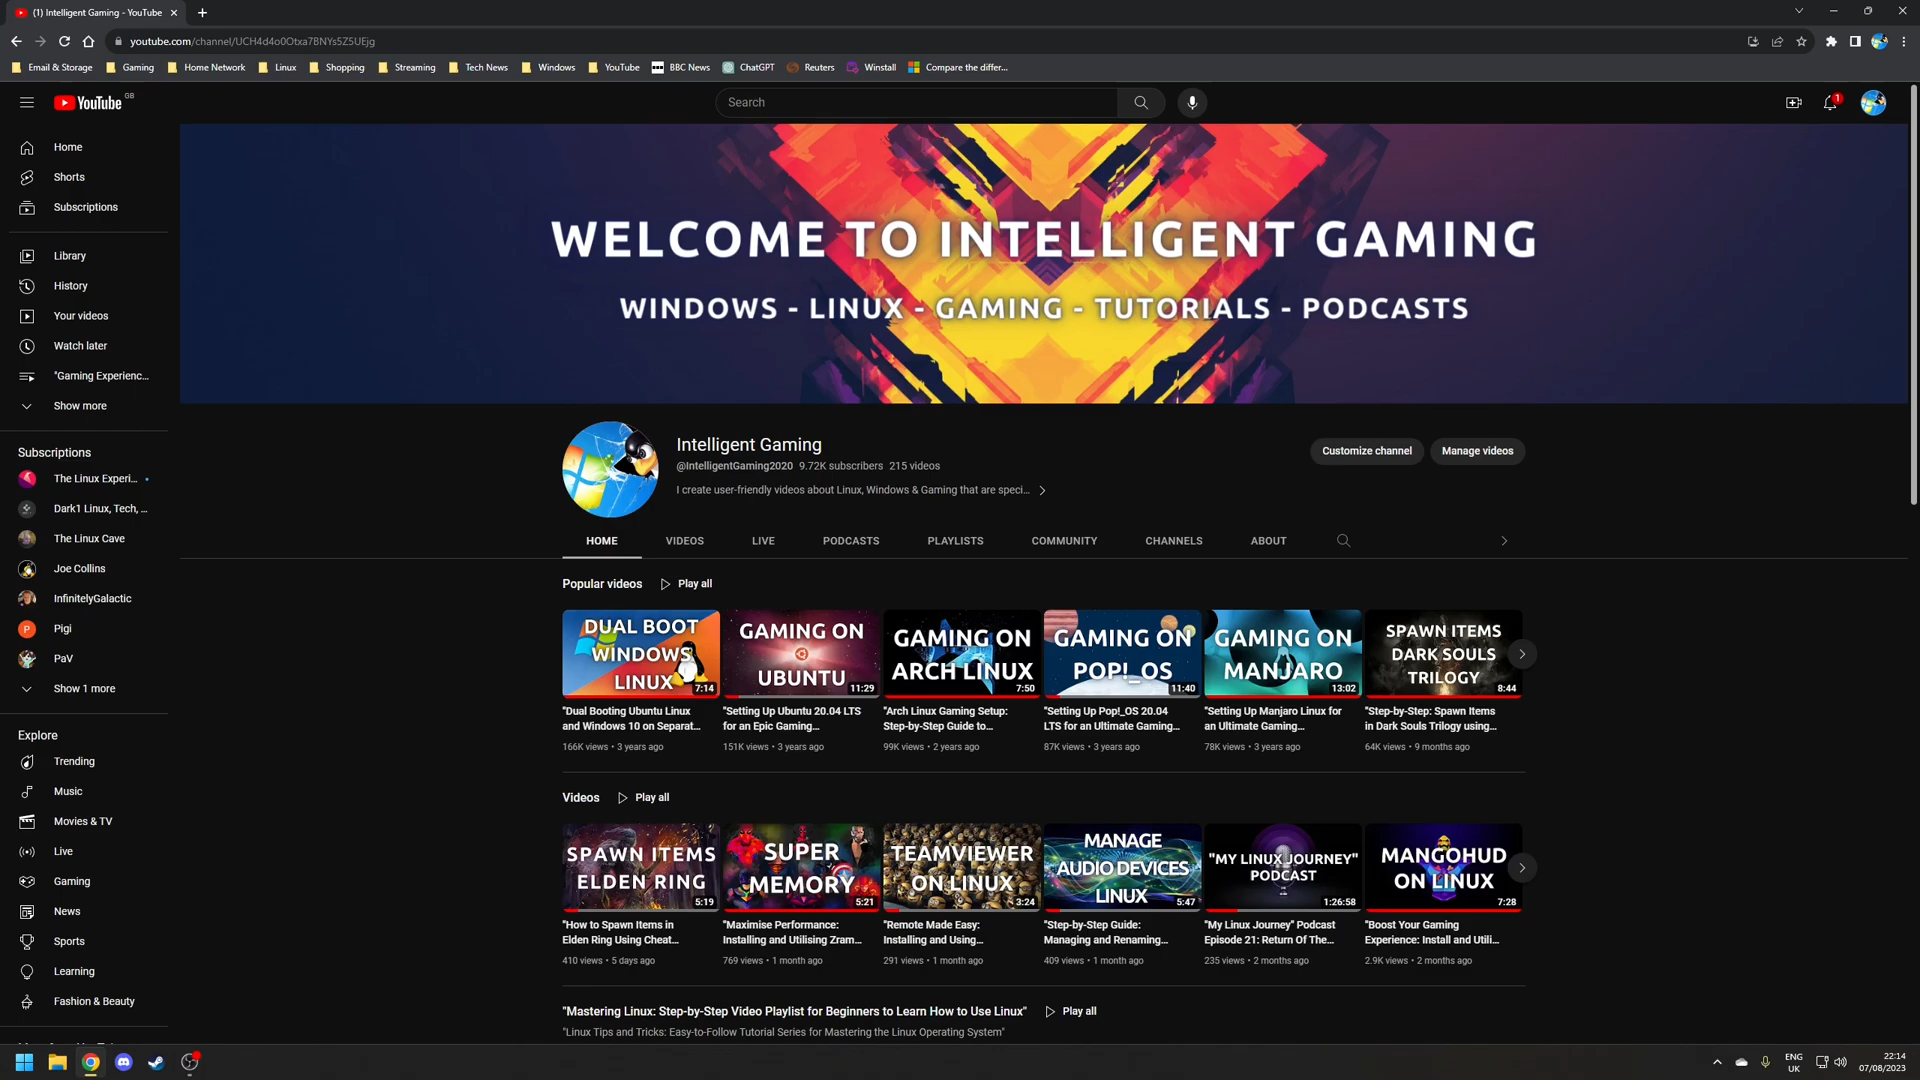 (1) Intelligent Gaming - YouTube
youtube.com/channel/UCH4d4o0Otxa7BNYs5Z5UEjg
Email & Storage
Gaming
Home Network
Linux
Shopping
Streaming
Tech News
Windows
YouTube
BBC News
ChatGPT
Reuters
Winstall
Compare the differ...
YouTube GB
Search
1
Home
Shorts
Subscriptions
Library
History
Your videos
Watch later
"Gaming Experienc...
Show more
Subscriptions
The Linux Experi...
Dark1 Linux, Tech, ...
The Linux Cave
Joe Collins
InfinitelyGalactic
P
Pigi
PaV
Show 1 more
Explore
Trending
Music
Movies & TV
Live
Gaming
News
Sports
Learning
Fashion & Beauty
WELCOME TO INTELLIGENT GAMING
WINDOWS - LINUX - GAMING - TUTORIALS - PODCASTS
Intelligent Gaming
@IntelligentGaming2020 9.72K subscribers 215 videos
I create user-friendly videos about Linux, Windows & Gaming that are speci...
Customize channel
Manage videos
HOME
VIDEOS
LIVE
PODCASTS
PLAYLISTS
COMMUNITY
CHANNELS
ABOUT
Popular videos
Play all
DUAL BOOT
WINDOWS
LINUX
7:14
"Dual Booting Ubuntu Linux
and Windows 10 on Separat...
166K views • 3 years ago
GAMING ON
UBUNTU
11:29
"Setting Up Ubuntu 20.04 LTS
for an Epic Gaming...
151K views • 3 years ago
GAMING ON
ARCH LINUX
7:50
"Arch Linux Gaming Setup:
Step-by-Step Guide to...
99K views • 2 years ago
GAMING ON
POP!_OS
11:40
"Setting Up Pop!_OS 20.04
LTS for an Ultimate Gaming...
87K views • 3 years ago
GAMING ON
MANJARO
13:02
"Setting Up Manjaro Linux for
an Ultimate Gaming...
78K views • 3 years ago
SPAWN ITEMS
DARK SOULS
TRILOGY
8:44
"Step-by-Step: Spawn Items
in Dark Souls Trilogy using...
64K views • 9 months ago
Videos
Play all
SPAWN ITEMS
ELDEN RING
5:19
"How to Spawn Items in
Elden Ring Using Cheat...
410 views • 5 days ago
SUPER
MEMORY
5:21
"Maximise Performance:
Installing and Utilising Zram...
769 views • 1 month ago
TEAMVIEWER
ON LINUX
3:24
"Remote Made Easy:
Installing and Using...
291 views • 1 month ago
MANAGE
AUDIO DEVICES
LINUX
5:47
"Step-by-Step Guide:
Managing and Renaming...
409 views • 1 month ago
"MY LINUX JOURNEY"
PODCAST
1:26:58
"My Linux Journey" Podcast
Episode 21: Return Of The...
235 views • 2 months ago
MANGOHUD
ON LINUX
7:28
"Boost Your Gaming
Experience: Install and Utili...
2.9K views • 2 months ago
"Mastering Linux: Step-by-Step Video Playlist for Beginners to Learn How to Use Linux"
Play all
"Linux Tips and Tricks: Easy-to-Follow Tutorial Series for Mastering the Linux Operating System"
ENG
UK
22:14
07/08/2023